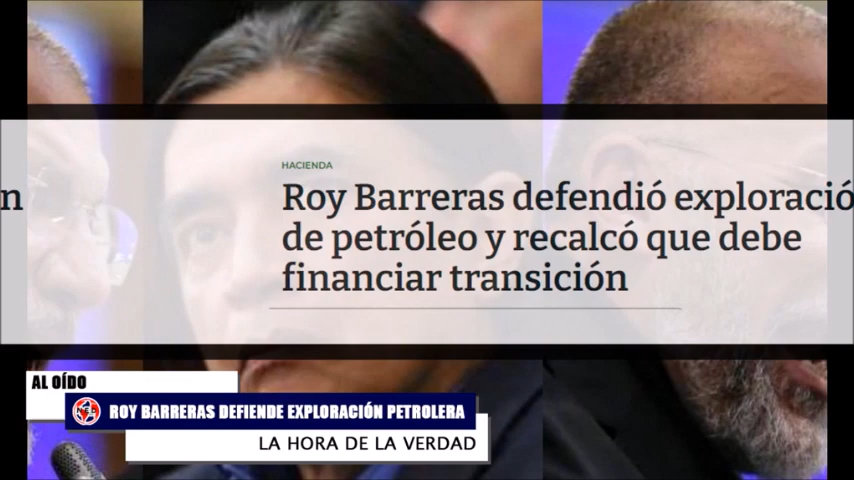 HACIENDA
n
Roy Barreras defendió exploració
de petróleo y recalcó que debe
financiar transición
AL OÍDO
ROY BARRERAS DEFIENDE EXPLORACIÓN PETROLERA
LA HORA DE LA VERDAD